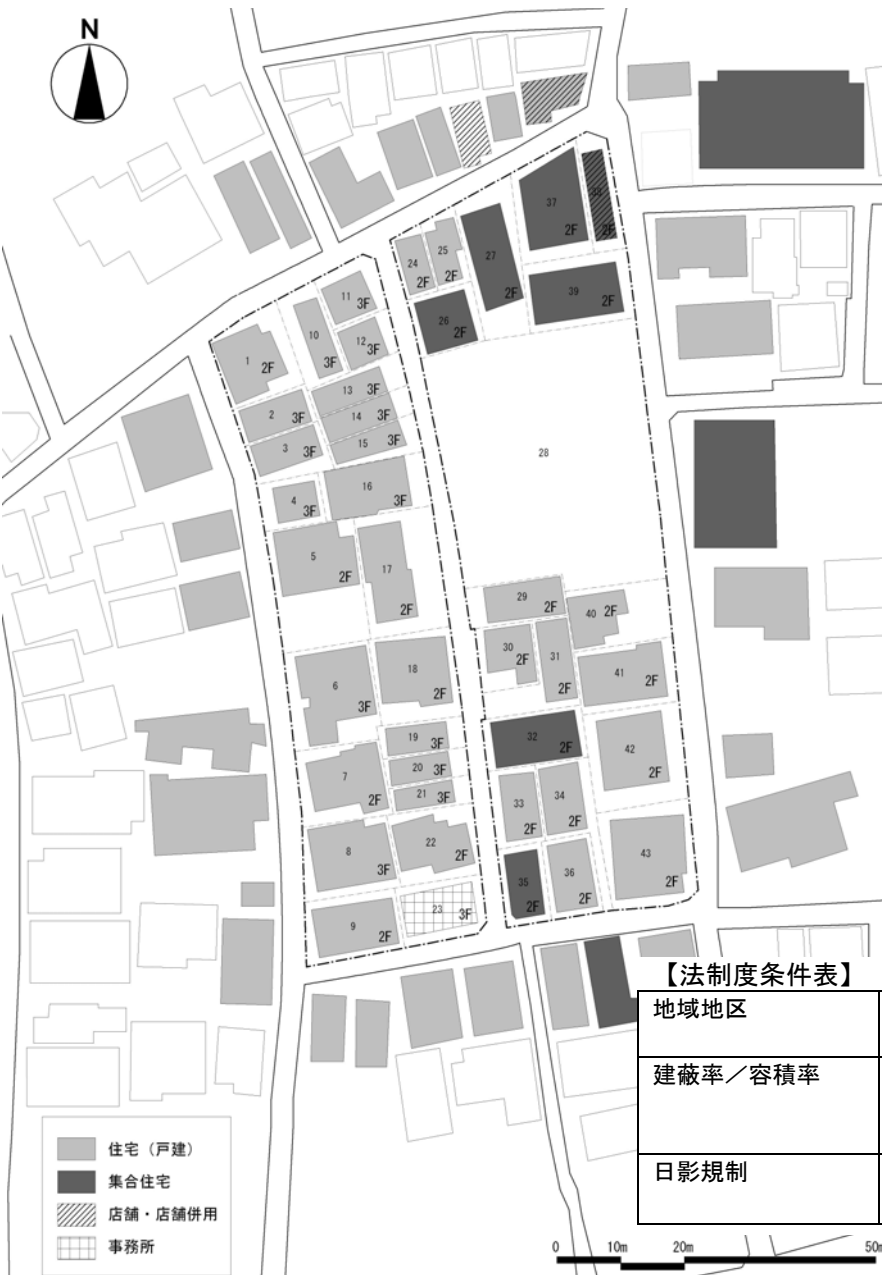 N
38
37
2F
2F
25
24
2F
2F
27
2F
39
2F
26
2F
11
3F
10
3F
12
3F
1
2F
13
3F
2
3F
14
3F
15
3F
3
3F
28
16
3F
4
3F
5
2F
17
2F
29
2F
40
2F
30
2F
31
2F
41
2F
18
2F
6
3F
32
2F
42
2F
19
3F
20
3F
7
2F
21
3F
33
2F
34
2F
22
2F
8
3F
43
2F
35
2F
36
2F
23
3F
9
2F
【法制度条件表】
地域地区
建蔽率／容積率
日影規制
住宅（戸建）
集合住宅
店舗・店舗併用
事務所
0 10m 20m 50m